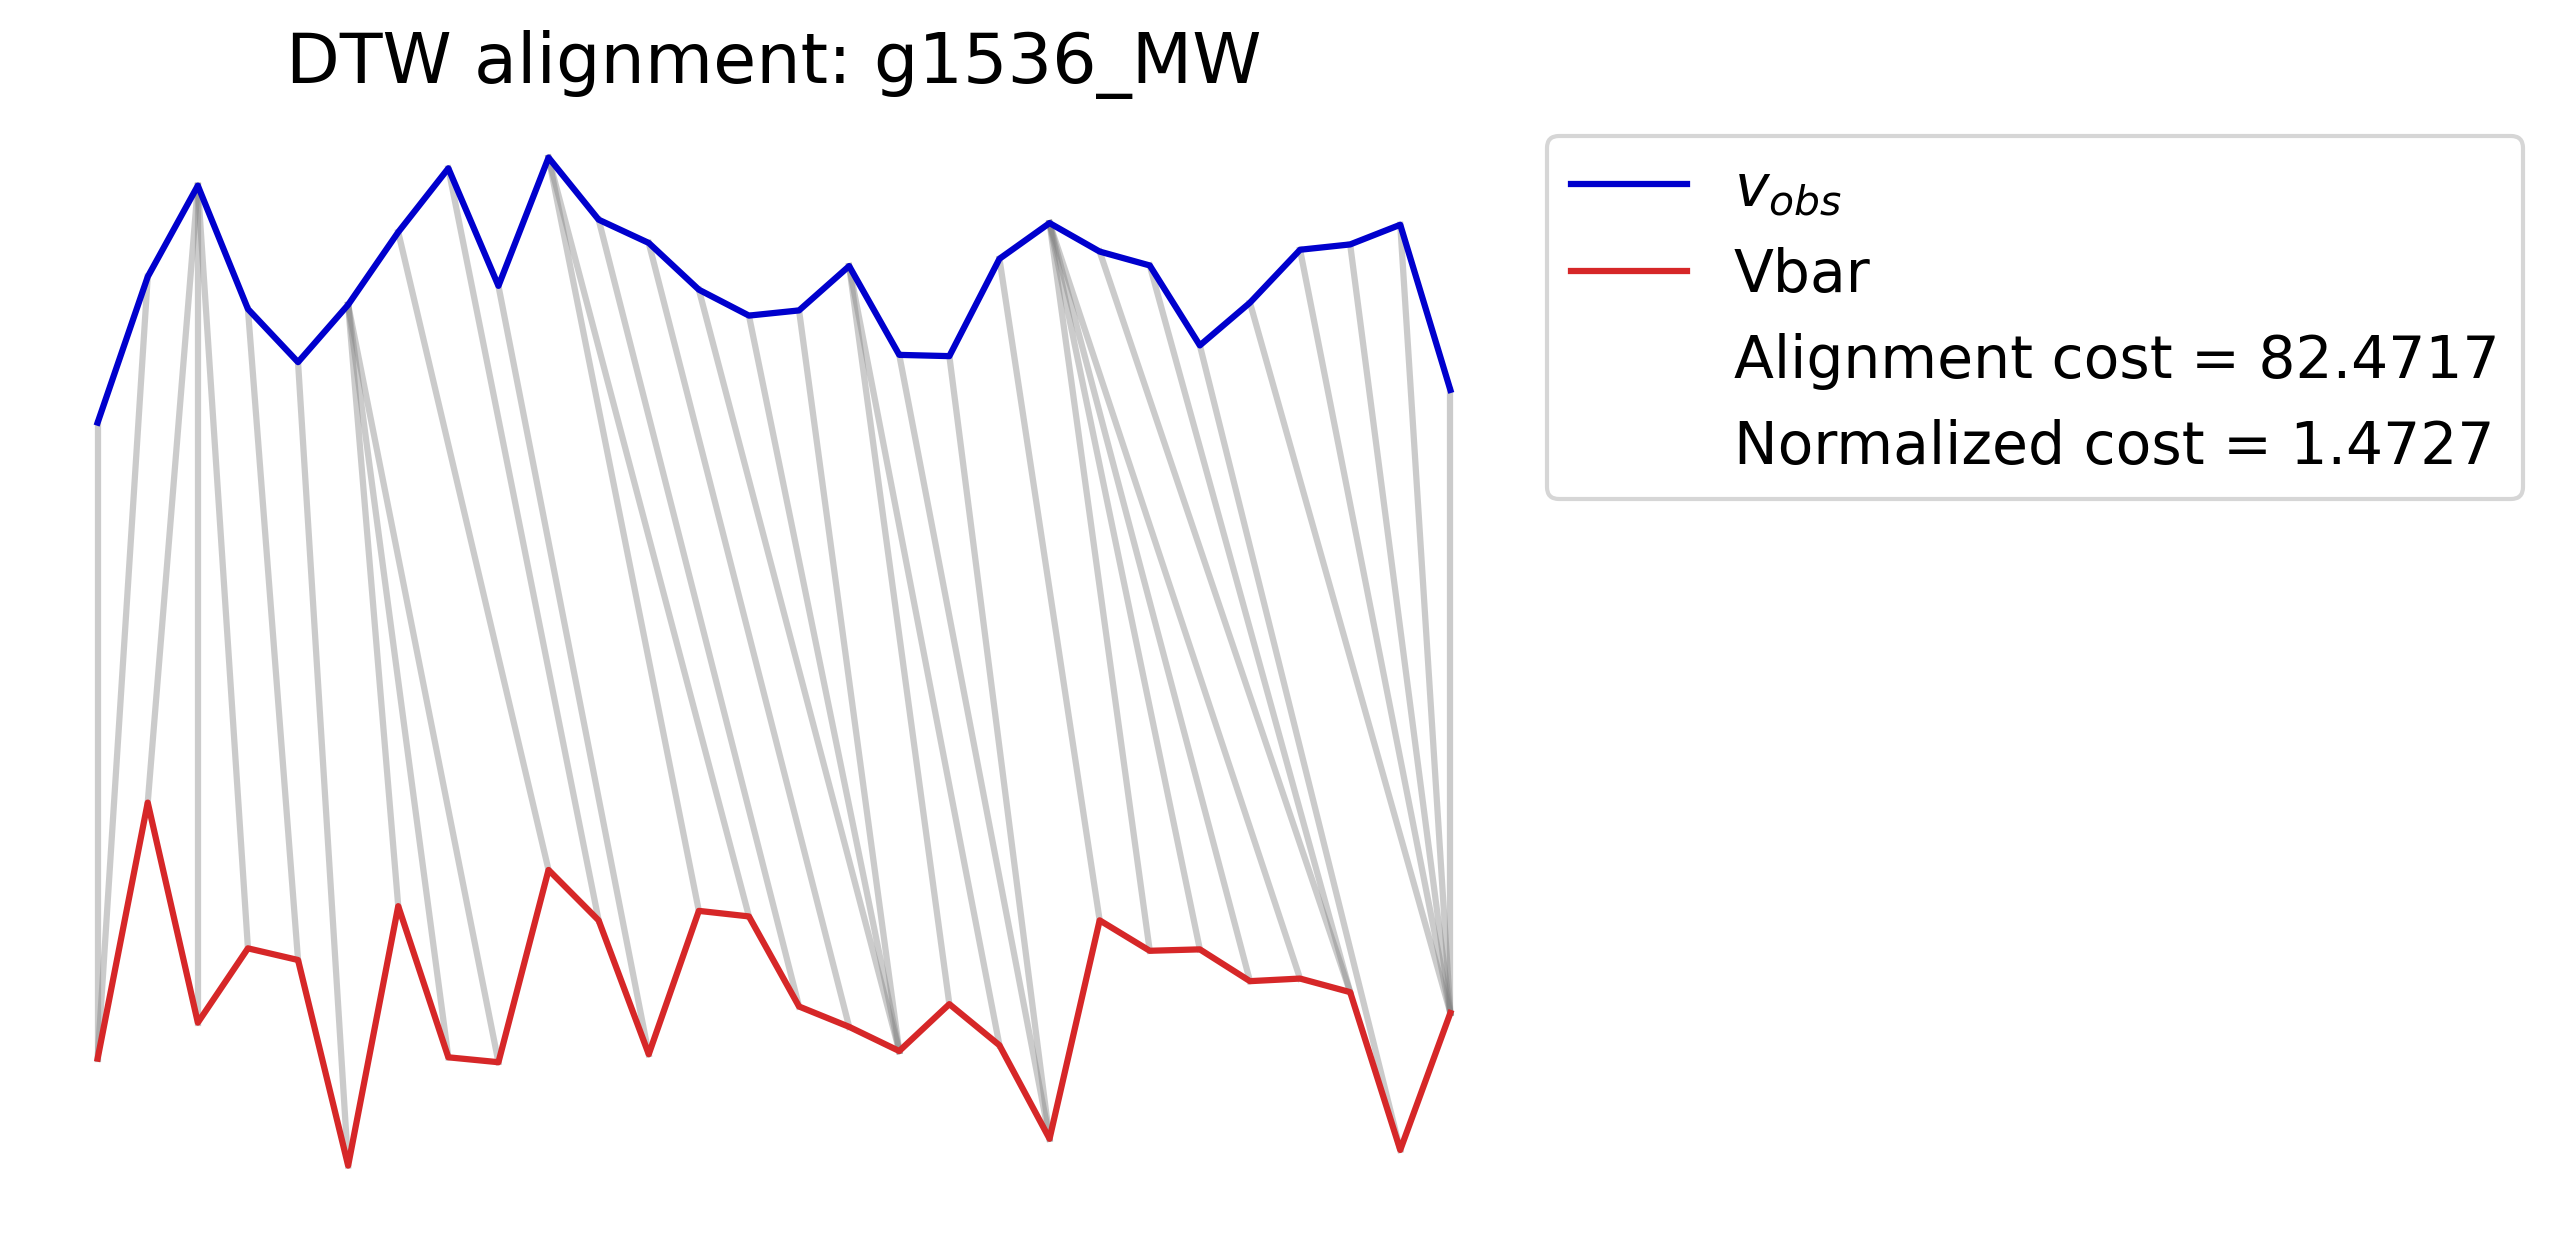 DTW alignment: g1536_MW
v_obs
Vbar
Alignment cost = 82.4717
Normalized cost = 1.4727